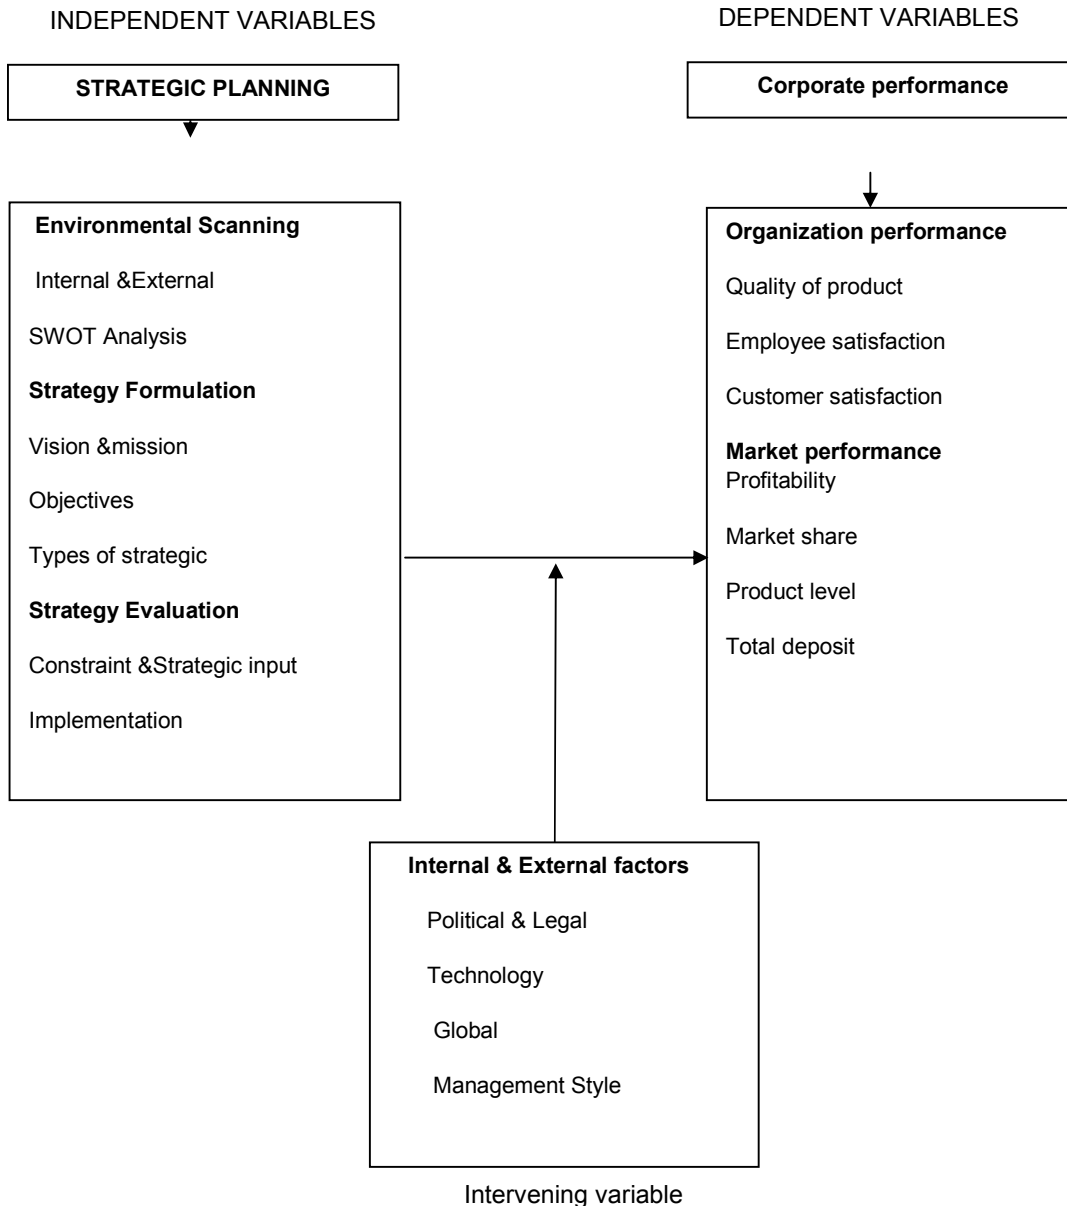 INDEPENDENT VARIABLES
DEPENDENT VARIABLES
STRATEGIC PLANNING
Corporate performance
Environmental Scanning
Internal &External
SWOT Analysis
Strategy Formulation
Vision &mission
Objectives
Types of strategic
Strategy Evaluation
Constraint &Strategic input
Implementation
Organization performance
Quality of product
Employee satisfaction
Customer satisfaction
Market performance
Profitability
Market share
Product level
Total deposit
Internal & External factors
Political & Legal
Technology
Global
Management Style
Intervening variable